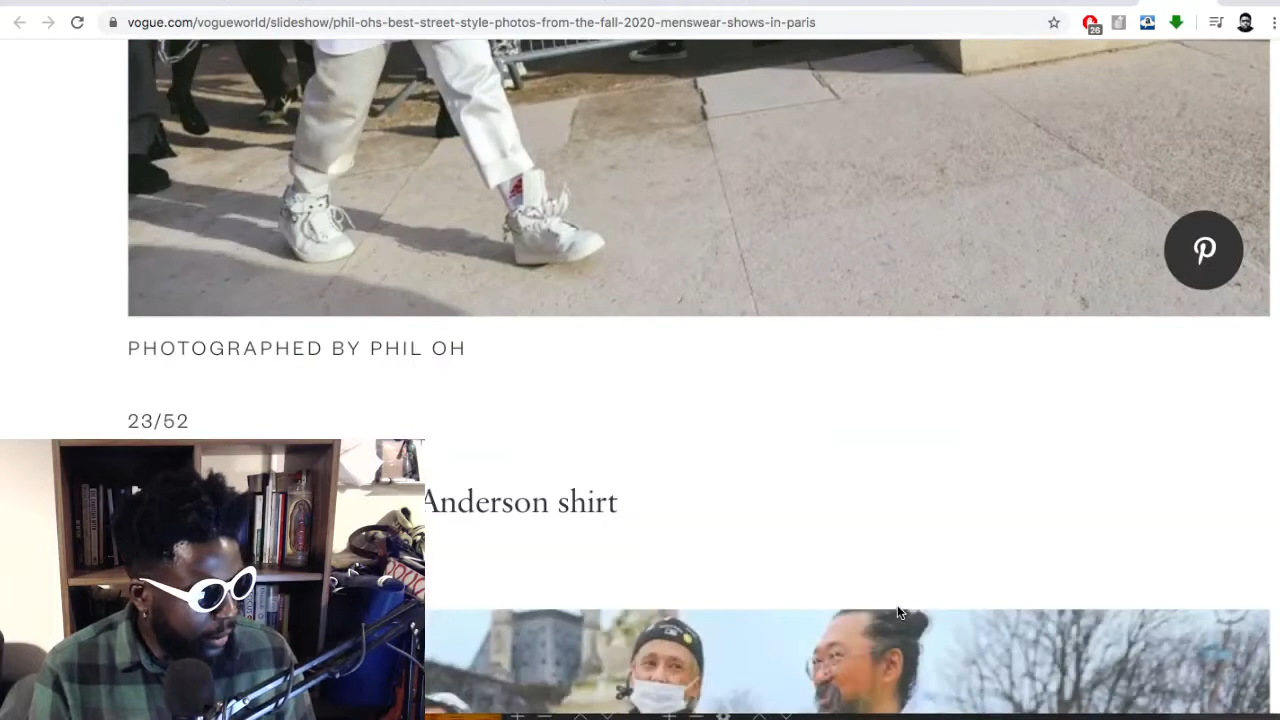 vogue.com/vogueworld/slideshow/phil-ohs-best-street-style-photos-from-the-fall-2020-menswear-shows-in-paris
26
PHOTOGRAPHED BY PHIL OH
23/52
Anderson shirt